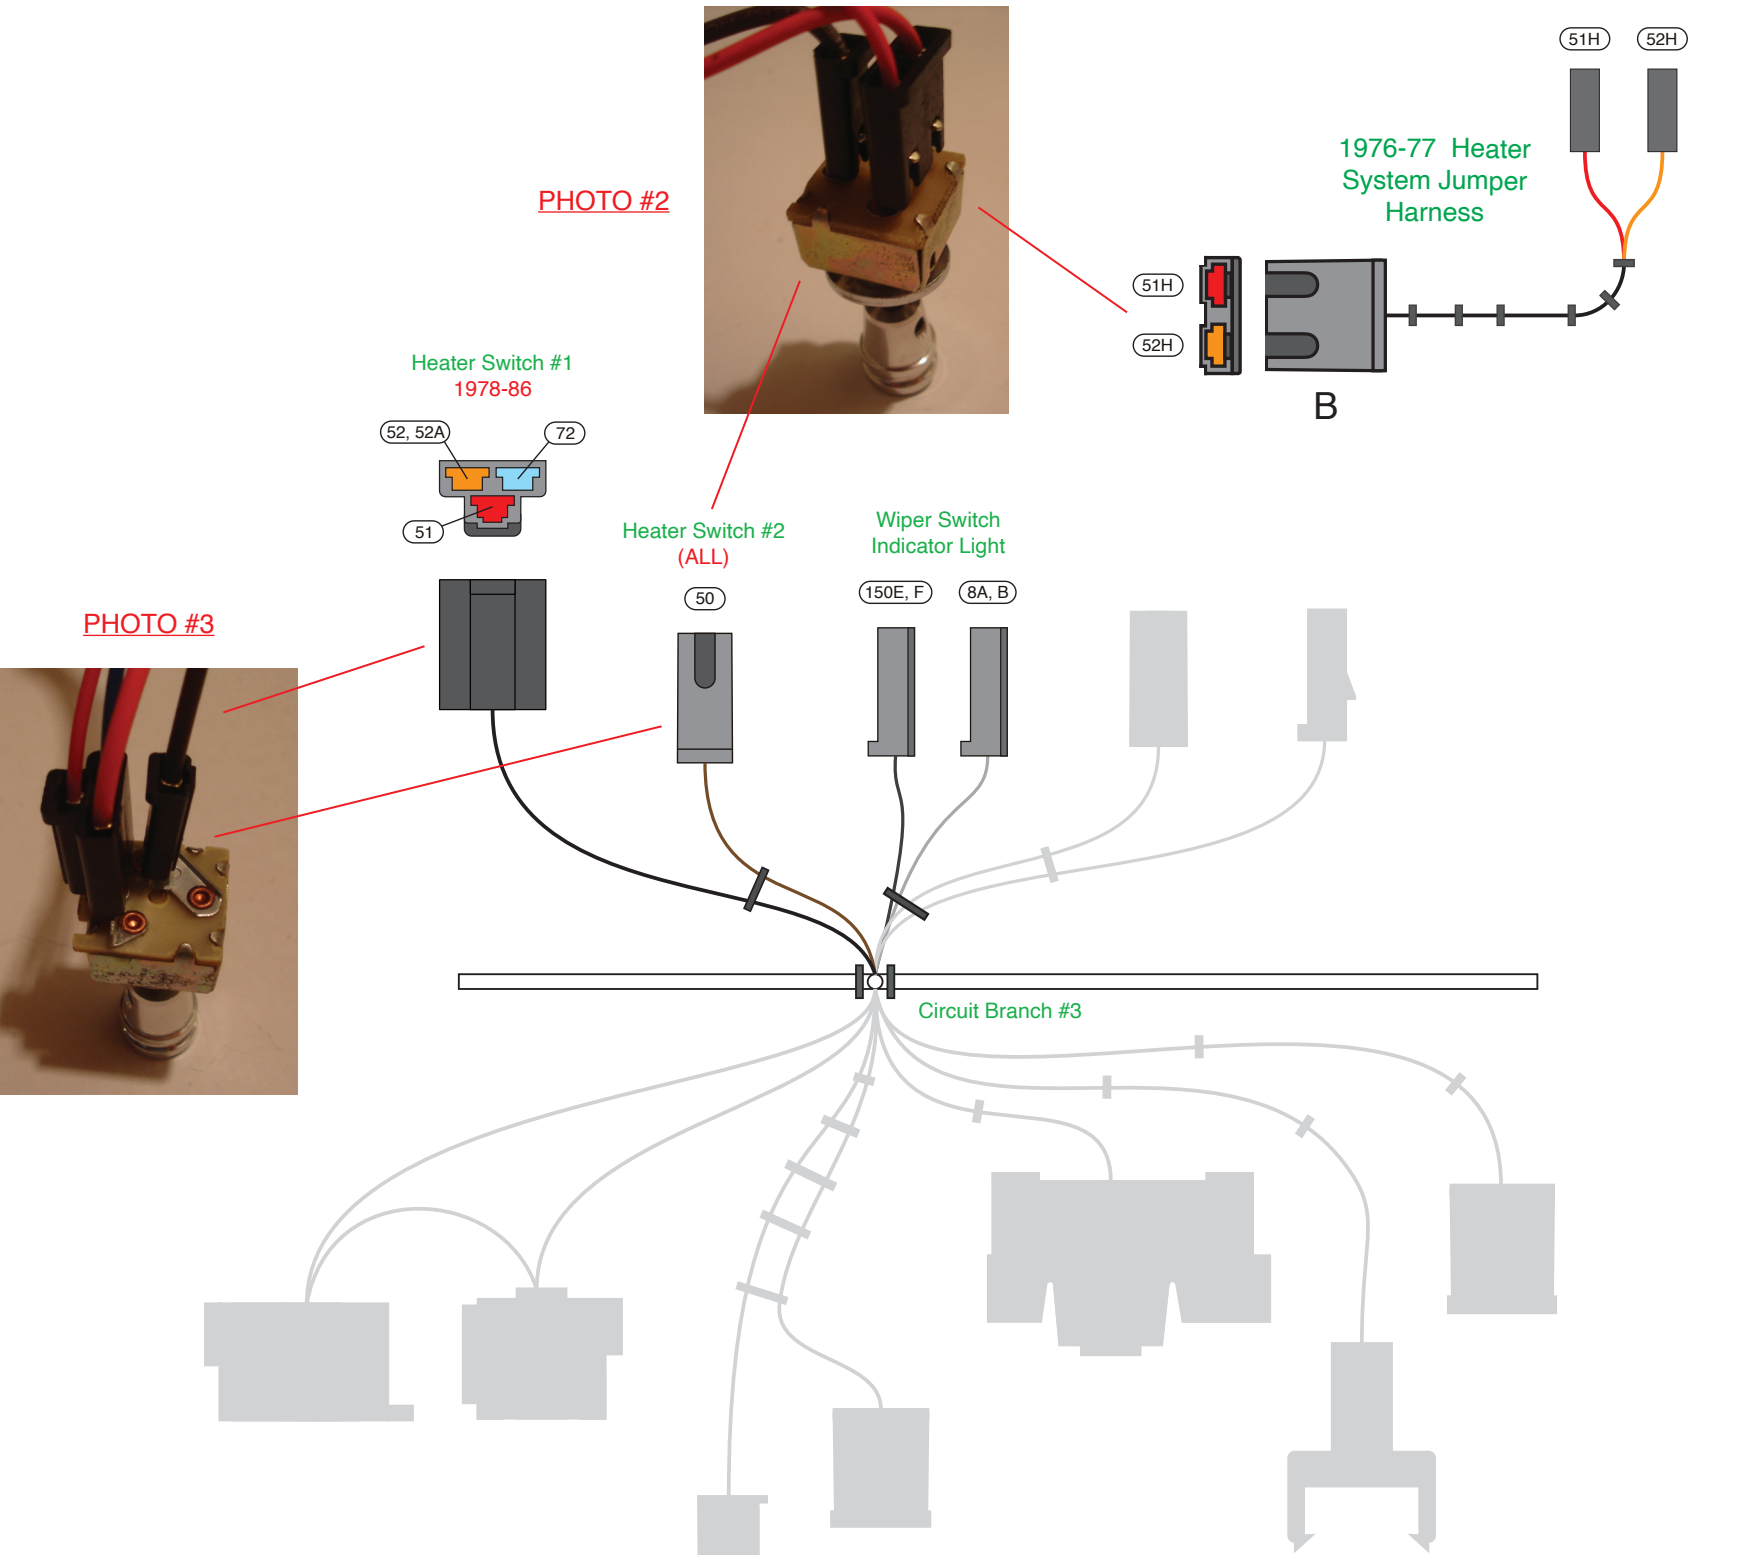 51H
52H
1976-77 Heater
System Jumper
Harness
PHOTO #2
51H
52H
B
Heater Switch #1
1978-86
52, 52A
72
51
Heater Switch #2
(ALL)
50
Wiper Switch
Indicator Light
150E, F
8A, B
PHOTO #3
Circuit Branch #3